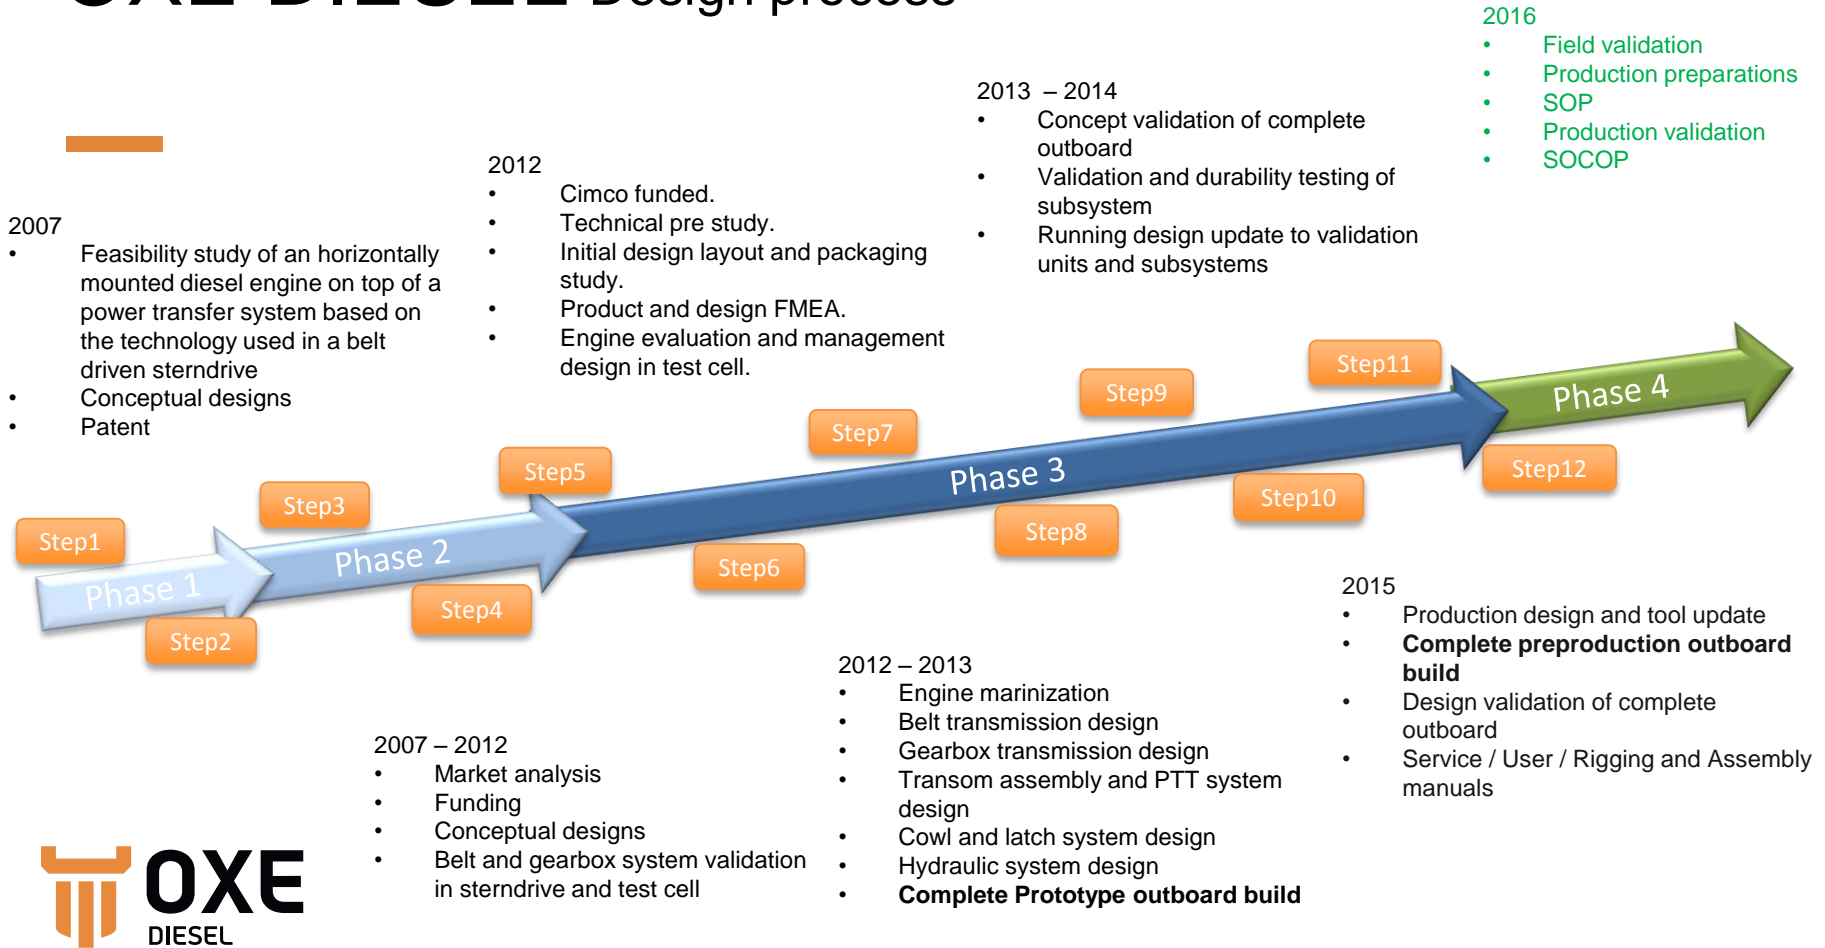 OXE DIESEL Design process
2007
• Feasibility study of an horizontally
mounted diesel engine on top of a
power transfer system based on
the technology used in a belt
driven sterndrive
• Conceptual designs
• Patent
2012
• Cimco funded.
• Technical pre study.
• Initial design layout and packaging
study.
• Product and design FMEA.
• Engine evaluation and management
design in test cell.
2013 – 2014
• Concept validation of complete
outboard
• Validation and durability testing of
subsystem
• Running design update to validation
units and subsystems
2016
• Field validation
• Production preparations
• SOP
• Production validation
• SOCOP
Step1
Step2
Step3
Step4
Step5
Step6
Step7
Step8
Step9
Step10
Step11
Step12
Phase 1
Phase 2
Phase 3
Phase 4
2007 – 2012
• Market analysis
• Funding
• Conceptual designs
• Belt and gearbox system validation
in sterndrive and test cell
2012 – 2013
• Engine marinization
• Belt transmission design
• Gearbox transmission design
• Transom assembly and PTT system
design
• Cowl and latch system design
• Hydraulic system design
• Complete Prototype outboard build
2015
• Production design and tool update
• Complete preproduction outboard
build
• Design validation of complete
outboard
• Service / User / Rigging and Assembly
manuals
OXE
DIESEL